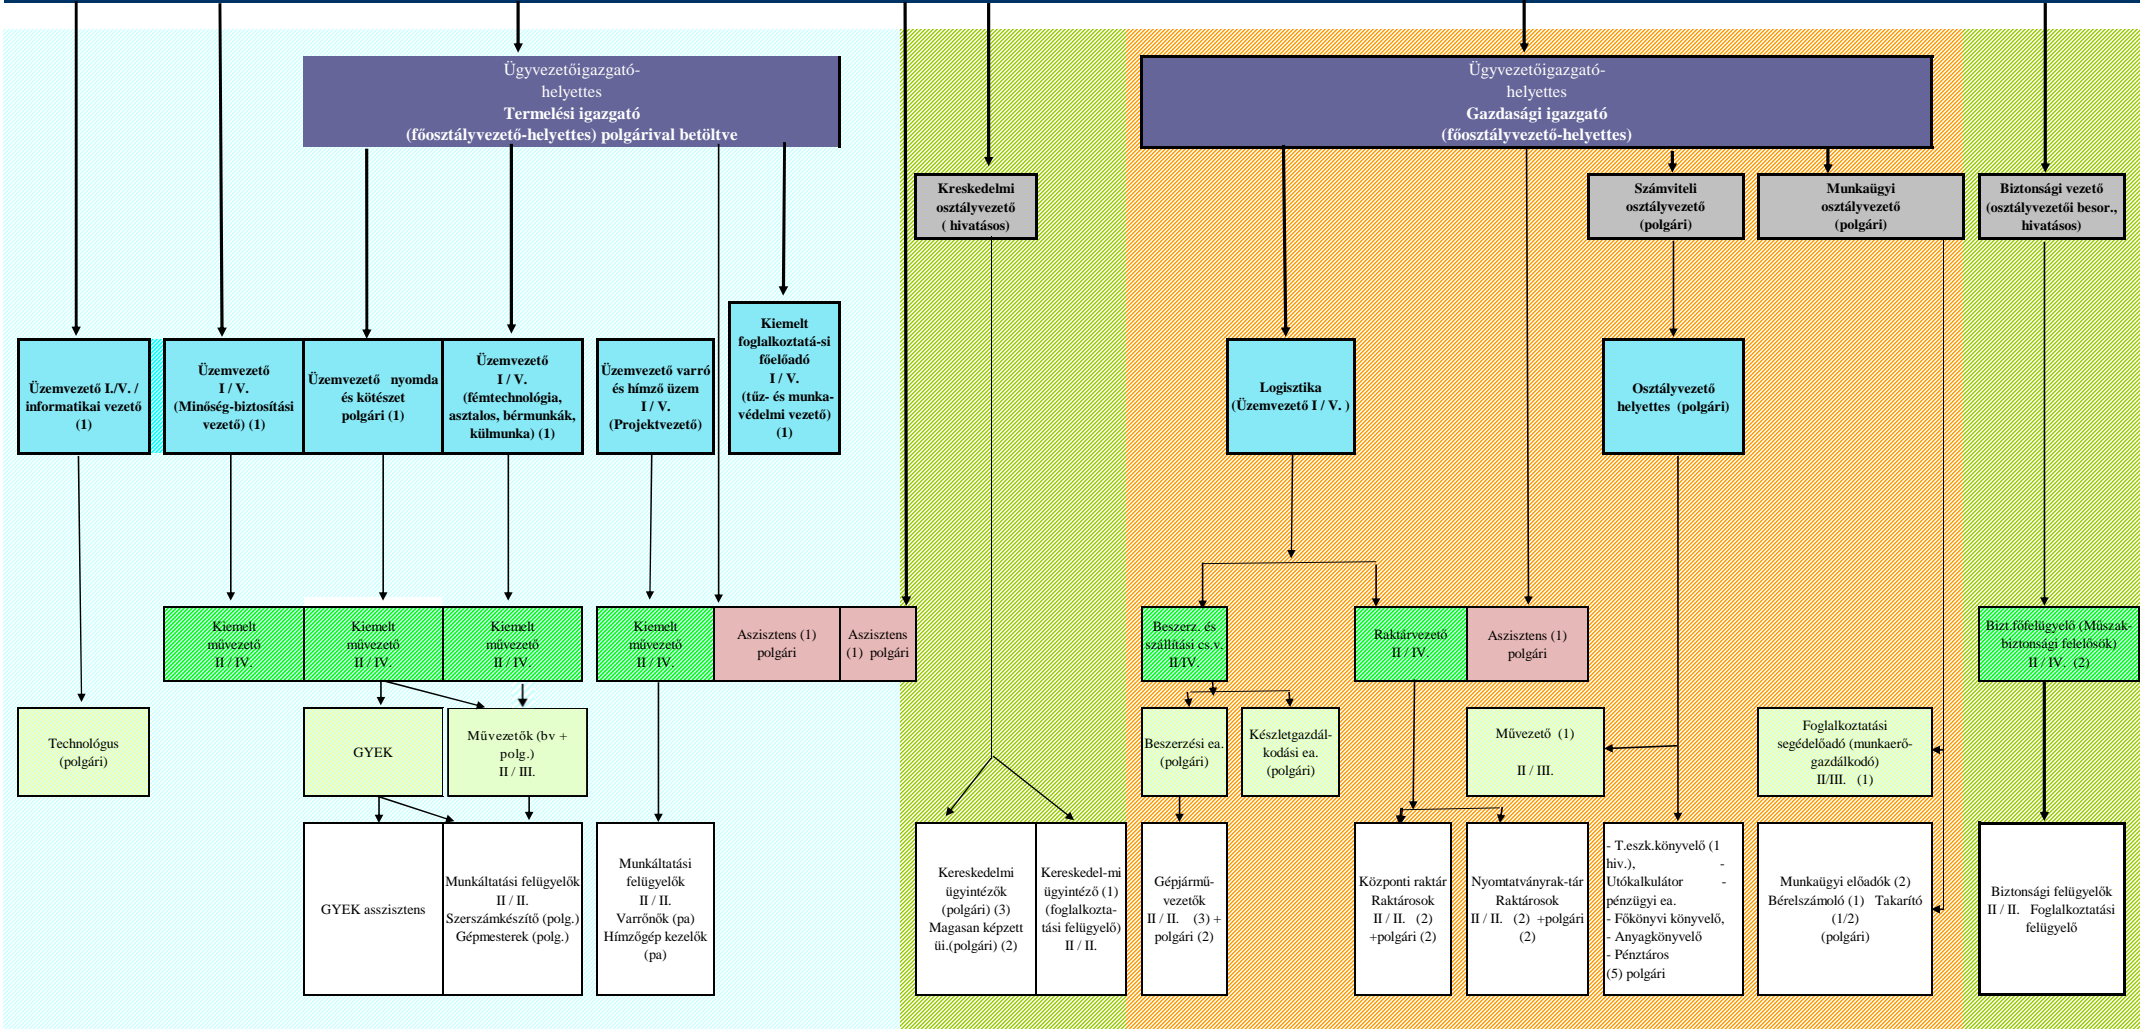 Ügyvezetőigazgató-
helyettes
Termelési igazgató
(főosztályvezető-helyettes) polgárival betöltve
Ügyvezetőigazgató-
helyettes
Gazdasági igazgató
(főosztályvezető-helyettes)
Kreskedelmi
osztályvezető
( hivatásos)
Számviteli
osztályvezető
(polgári)
Munkaügyi
osztályvezető
(polgári)
Biztonsági vezető
(osztályvezetői besor.,
hivatásos)
Üzemvezető I./V. /
informatikai vezető
(1)
Üzemvezető
I / V.
(Minőség-biztosítási
vezető) (1)
Üzemvezető nyomda
és kötészet
polgári (1)
Üzemvezető
I / V.
(fémtechnológia,
asztalos, bérmunkák,
külmunka) (1)
Üzemvezető varró
és hímző üzem
I / V.
(Projektvezető)
Kiemelt
foglalkoztatá-si
főelőadó
I / V.
(tűz- és munka-
védelmi vezető)
(1)
Logisztika
(Üzemvezető I / V. )
Osztályvezető
helyettes (polgári)
Kiemelt
művezető
II / IV.
Kiemelt
művezető
II / IV.
Kiemelt
művezető
II / IV.
Kiemelt
művezető
II / IV.
Aszisztens (1)
polgári
Aszisztens
(1) polgári
Beszerz. és
szállítási cs.v.
II/IV.
Raktárvezető
II / IV.
Aszisztens (1)
polgári
Bizt.főfelügyelő (Műszak-
biztonsági felelősök)
II / IV. (2)
Technológus
(polgári)
GYEK
Művezetők (bv +
polg.)
II / III.
Beszerzési ea.
(polgári)
Készletgazdál-
kodási ea.
(polgári)
Művezető (1)
II / III.
Foglalkoztatási
segédelőadó (munkaerő-
gazdálkodó)
II/III. (1)
GYEK asszisztens
Munkáltatási felügyelők
II / II.
Szerszámkészítő (polg.)
Gépmesterek (polg.)
Munkáltatási
felügyelők
II / II.
Varrőnők (pa)
Hímzőgép kezelők
(pa)
Kereskedelmi
ügyintézők
(polgári) (3)
Magasan képzett
üi.(polgári) (2)
Kereskedel-mi
ügyintéző (1)
(foglalkozta-
tási felügyelő)
II / II.
Gépjármű-
vezetők
II / II. (3) +
polgári (2)
Központi raktár
Raktárosok
II / II. (2)
+polgári (2)
Nyomtatványrak-tár
Raktárosok
II / II. (2) +polgári
(2)
- T.eszk.könyvelő (1
hiv.), -
Utókalkulátor -
pénzügyi ea.
- Főkönyvi könyvelő,
- Anyagkönyvelő
- Pénztáros
(5) polgári
Munkaügyi előadók (2)
Bérelszámoló (1) Takarító
(1/2)
(polgári)
Biztonsági felügyelők
II / II. Foglalkoztatási
felügyelő